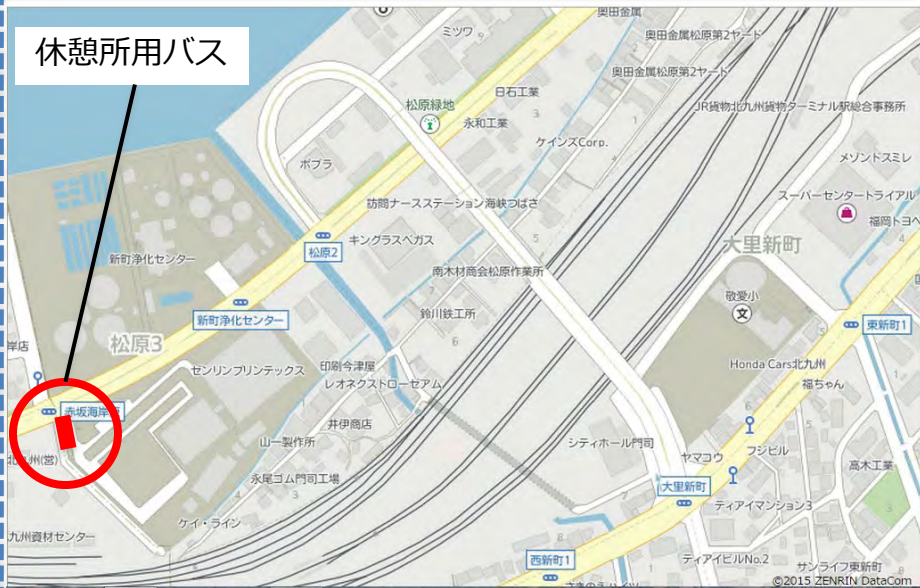 休憩所用バス
ミツワ
奥田金属
奥田金属松原第2ヤード
奥田金属松原第2ヤード
日石工業
松原緑地
永和工業
JR貨物北九州貨物ターミナル駅総合事務所
ケインズCorp.
ポプラ
メゾンドスミレ
スーパーセンタートライアル
訪問ナースステーション海峡つばさ
福岡トヨペ
キングラスベガス
松原2
大里新町
新町浄化センター
南木材商会松原作業所
敬愛小
文
新町浄化センター
鈴川鉄工所
東新町1
松原3
岸店
印刷今津屋
センリンプリンテックス
レオネクストローゼアム
Honda Cars北九州
福ちゃん
赤坂海岸
井伊商店
山一製作所
シティホール門司
ヤマコウ
フジビル
北九州(営)
永尾ゴム門司工場
高木工業
大里新町
ティアイマンション3
ケイ・ライン
九州資材センター
西新町1
ティアイビルNo.2
サンライフ東新町
©2015 ZENRIN DataCom